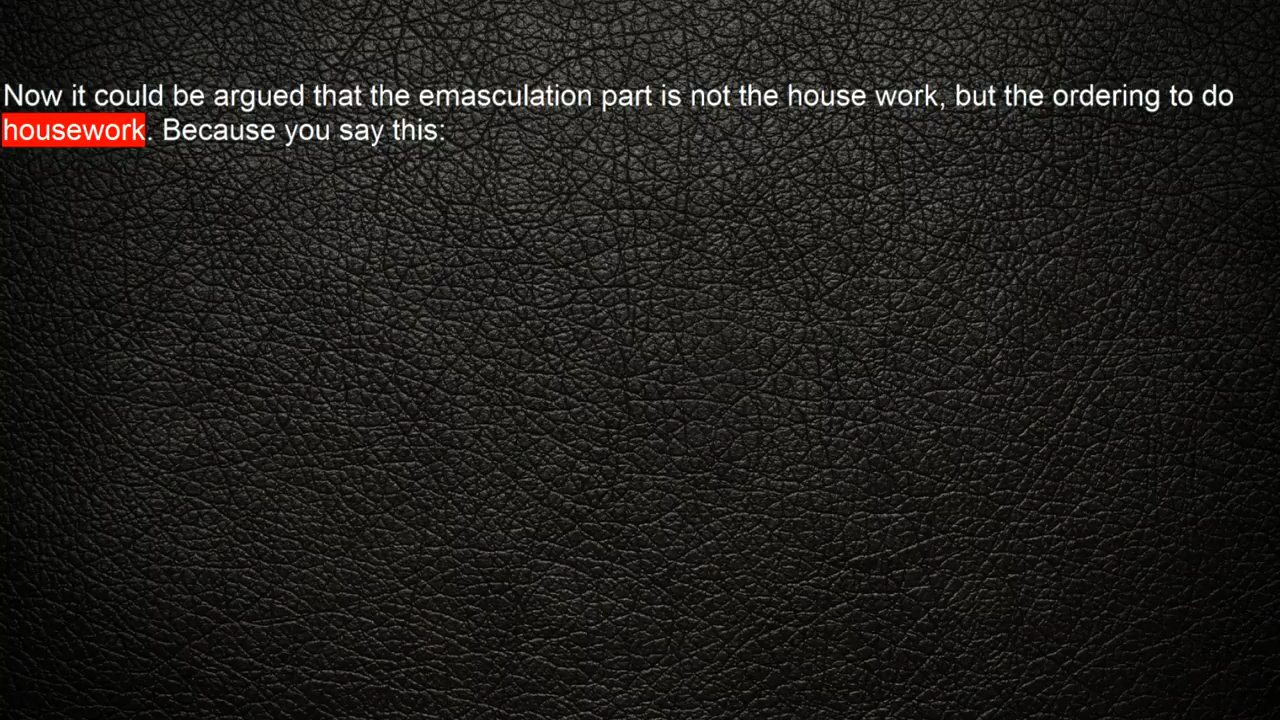 Now it could be argued that the emasculation part is not the house work, but the ordering to do
housework. Because you say this: